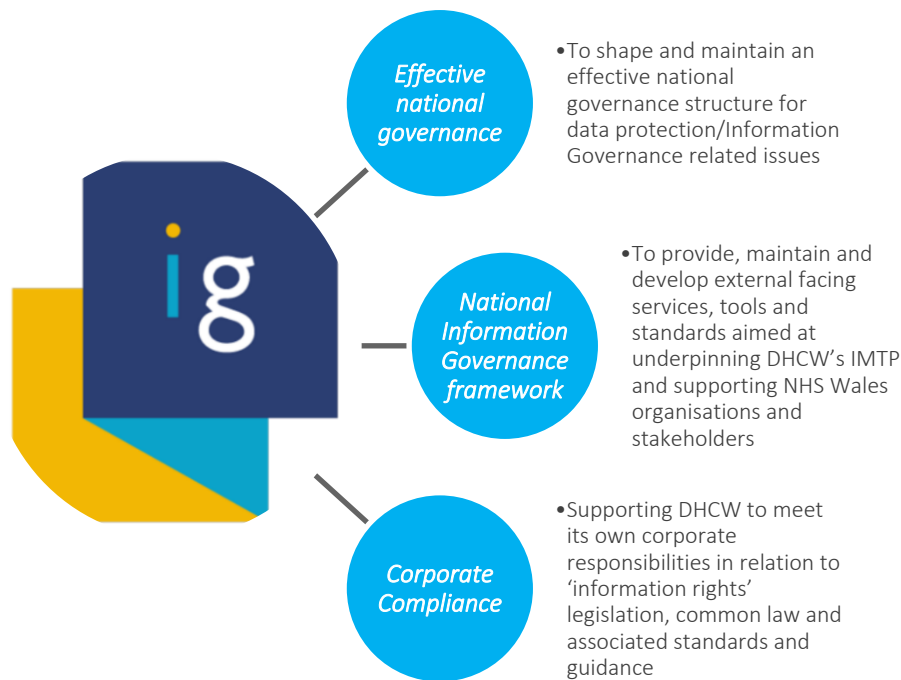 Effective
national
governance
•To shape and maintain an
effective national
governance structure for
data protection/Information
Governance related issues
ig
National
Information
Governance
framework
•To provide, maintain and
develop external facing
services, tools and
standards aimed at
underpinning DHCW's IMTP
and supporting NHS Wales
organisations and
stakeholders
Corporate
Compliance
•Supporting DHCW to meet
its own corporate
responsibilities in relation to
‘information rights’
legislation, common law and
associated standards and
guidance